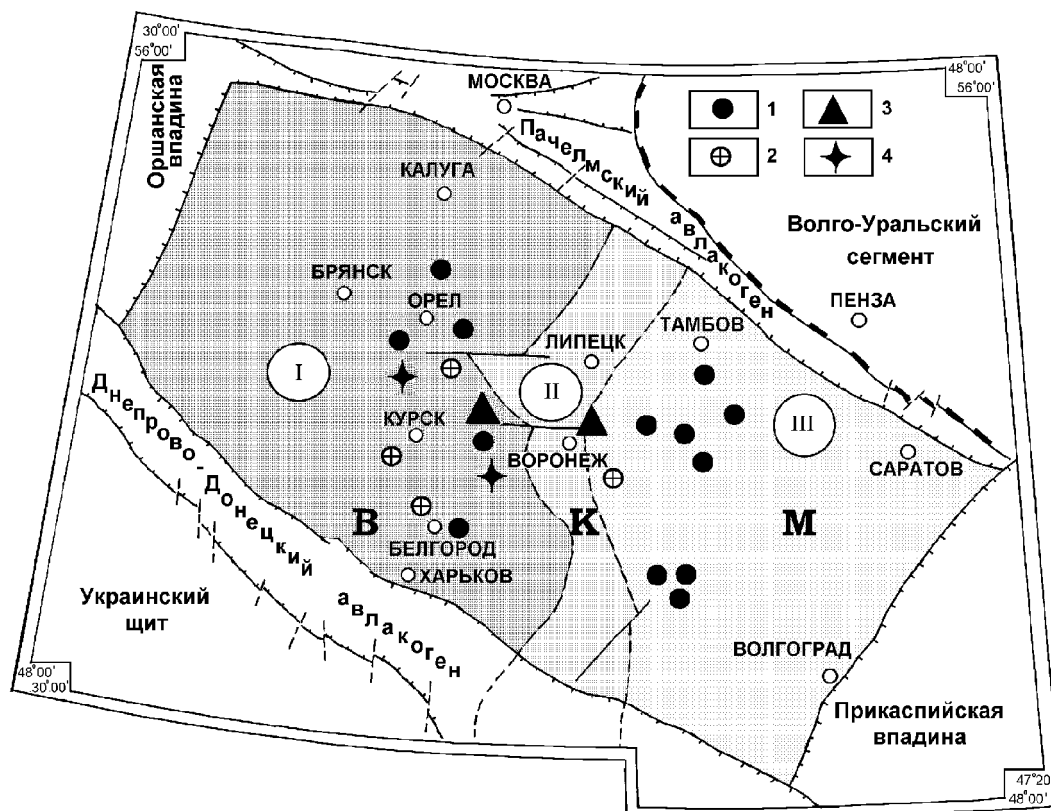 30°00'
56°00'
48°00'
56°00'
Оршанская
впадина
МОСКВА
1
3
2
4
Пачелмский
авлакоген
КАЛУГА
Волго-Уральский
сегмент
БРЯНСК
ОРЕЛ
ПЕНЗА
ТАМБОВ
ЛИПЕЦК
I
II
III
Днепрово-Донецкий
авлакоген
КУРСК
ВОРОНЕЖ
САРАТОВ
В
К
М
БЕЛГОРОД
ХАРЬКОВ
Украинский
щит
ВОЛГОГРАД
48°00'
30°00'
Прикаспийская
впадина
47°20
48°00'